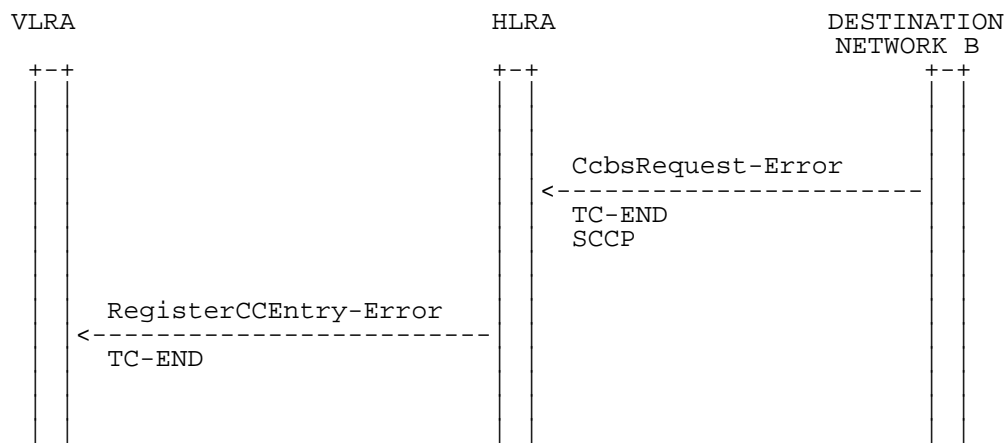 VLRA HLRA DESTINATION
NETWORK B
CcbsRequest-Error
TC-END
SCCP
RegisterCCEntry-Error
TC-END